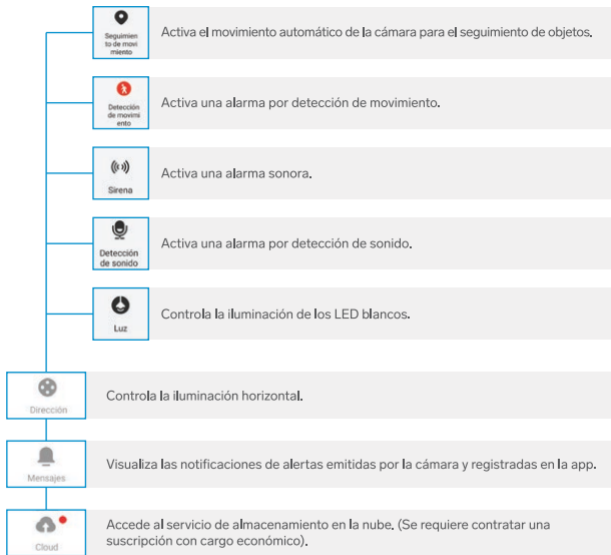 Seguimien
to de movi
miento
Activa el movimiento automático de la cámara para el seguimiento de objetos.
Detección
de movimi
ento
Activa una alarma por detección de movimiento.
Sirena
Activa una alarma sonora.
Detección
de sonido
Activa una alarma por detección de sonido.
Luz
Controla la iluminación de los LED blancos.
Dirección
Controla la iluminación horizontal.
Mensajes
Visualiza las notificaciones de alertas emitidas por la cámara y registradas en la app.
Cloud
Accede al servicio de almacenamiento en la nube. (Se requiere contratar una
suscripción con cargo económico).